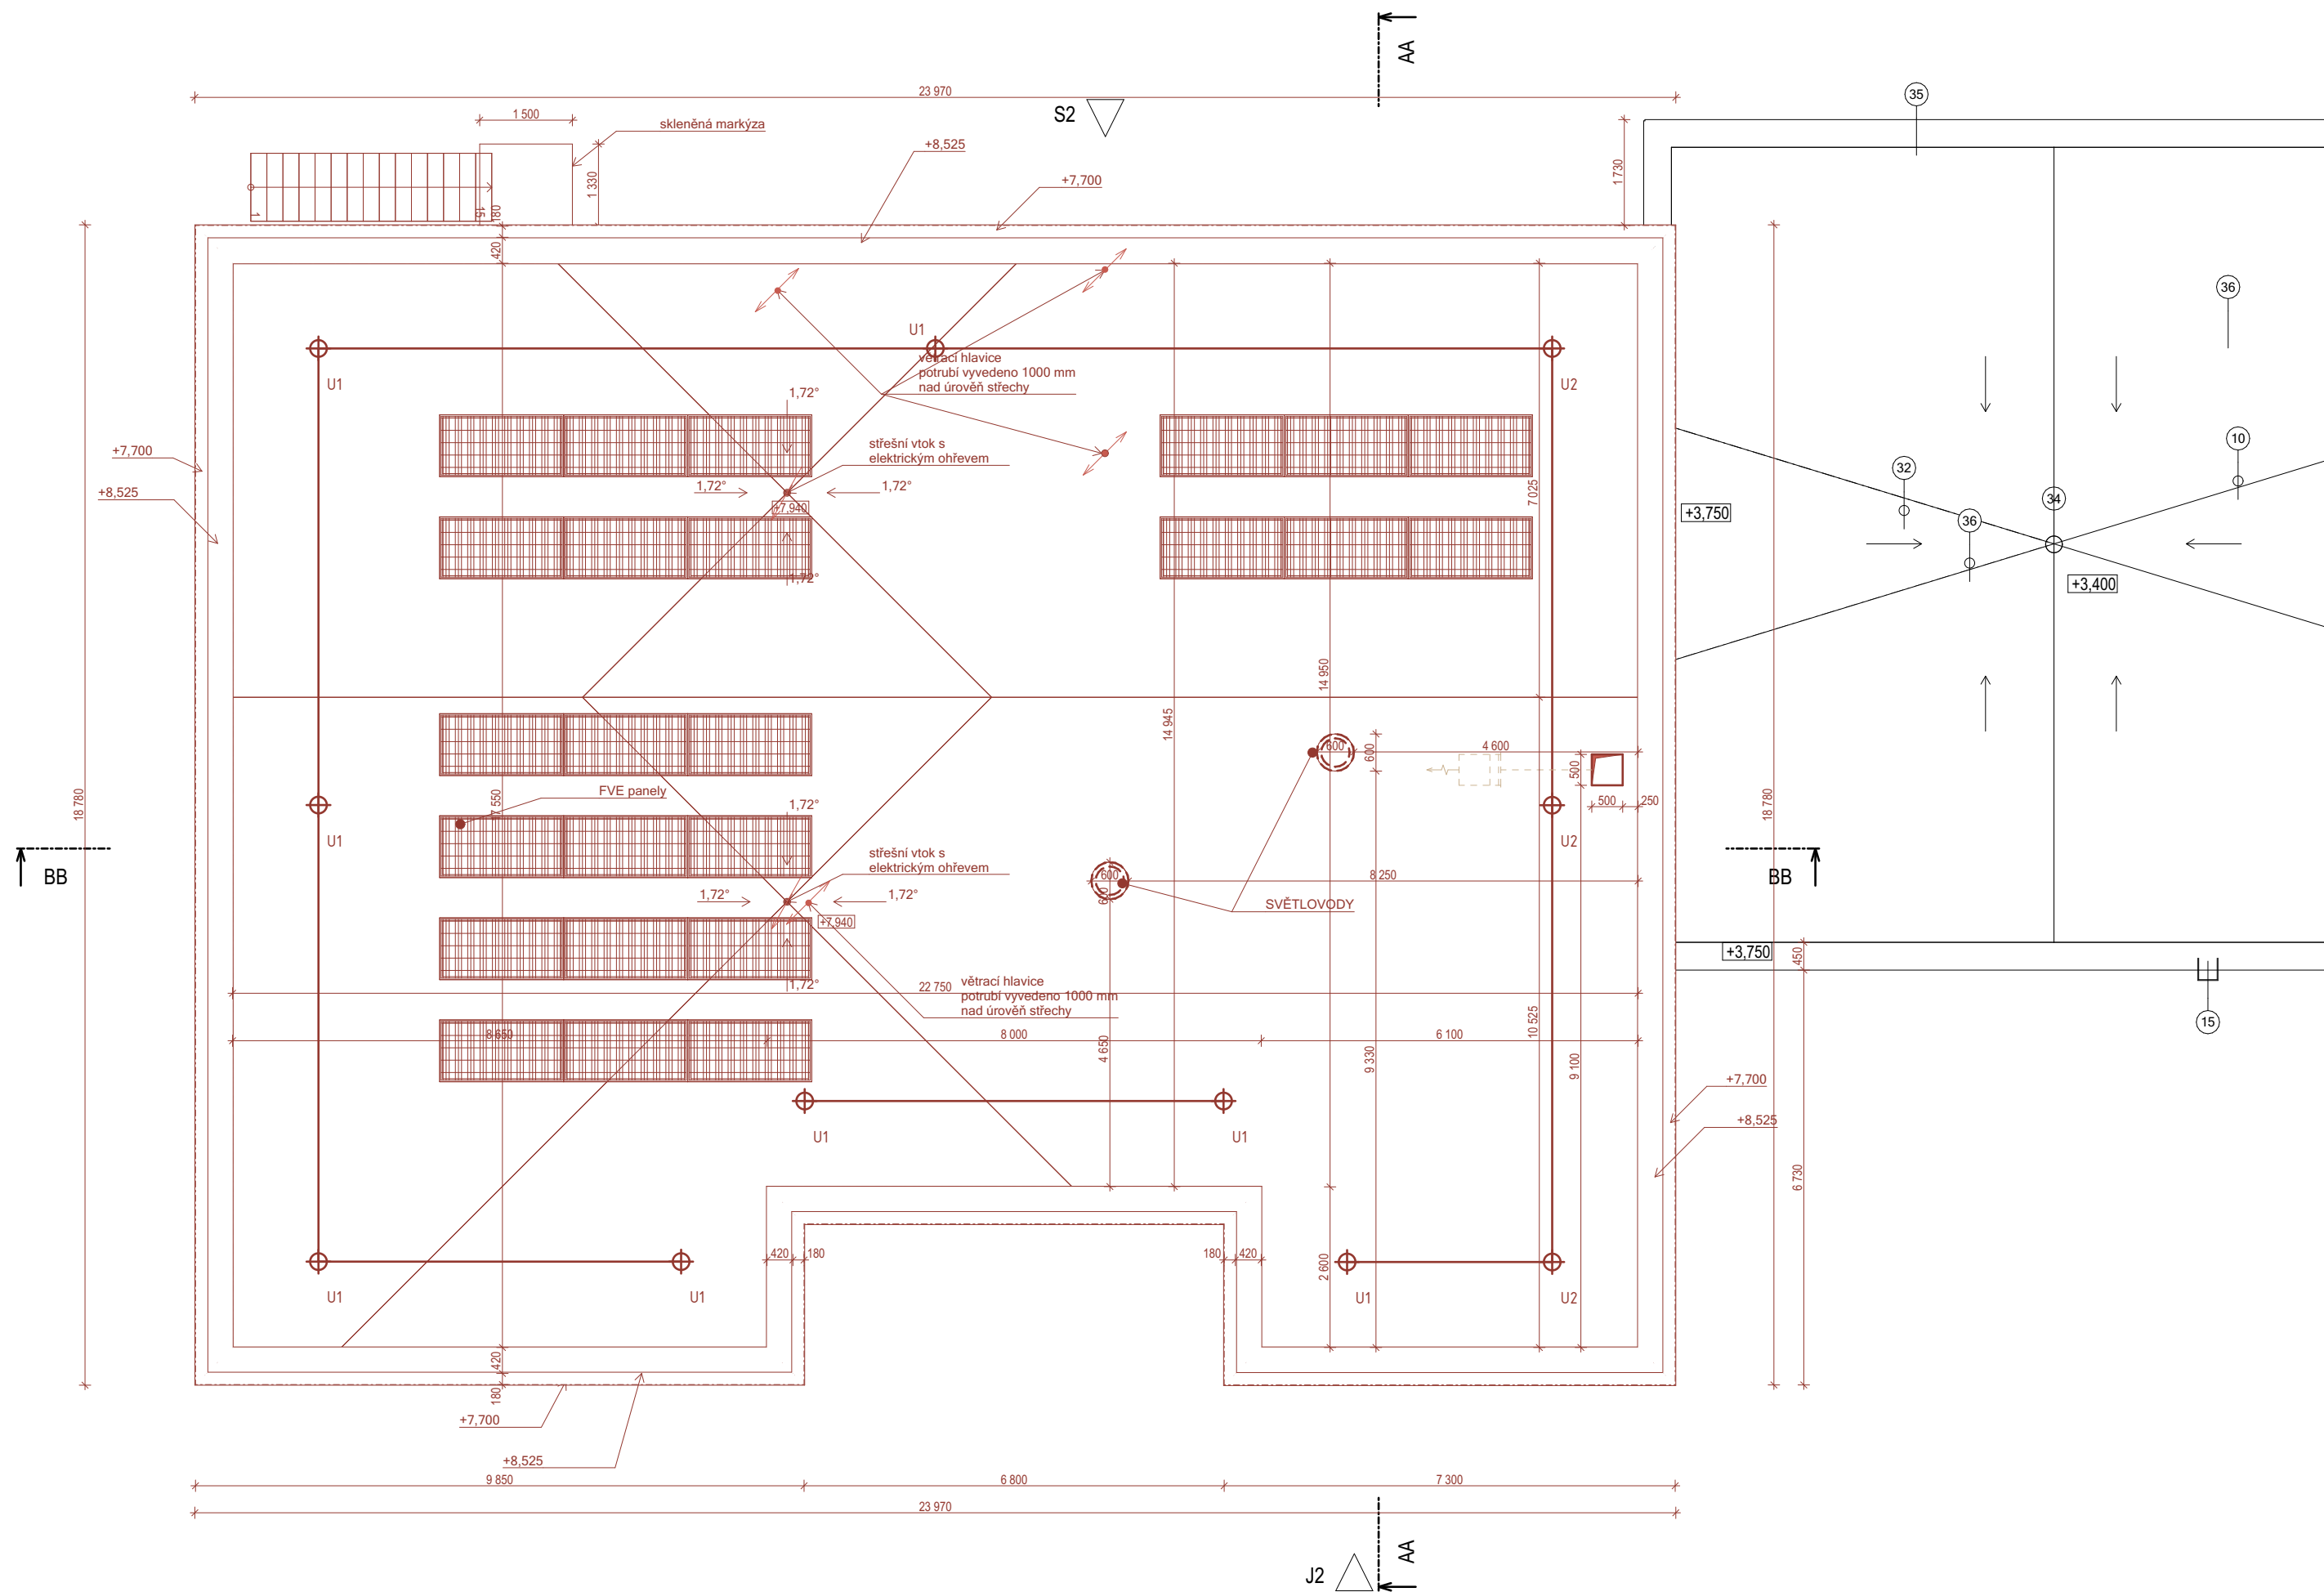 AA
35
23 970
S2
1 500
skleněná markýza
+8,525
1 330
1 730
+7,700
1
15
180
420
36
U1
větrací hlavice
potrubí vyvedeno 1000 mm
nad úrověň střechy
U1
U2
1,72°
střešní vtok s
elektrickým ohřevem
+7,700
+8,525
10
32
34
36
1,72°
1,72°
+7,940
7 025
+3,750
1,72°
+3,400
14 950
14 945
600
600
4 600
500
500
250
FVE panely
17 550
18 780
18 780
1,72°
U1
U2
BB
BB
střešní vtok s
elektrickým ohřevem
600
600
8 250
1,72°
1,72°
SVĚTLOVODY
+7,940
+3,750
450
1,72°
22 750
větrací hlavice
potrubí vyvedeno 1000 mm
nad úrověň střechy
15
8 650
8 000
6 100
4 650
9 330
10 525
9 100
+7,700
+8,525
U1
U1
6 730
420
180
180
420
2 600
U1
U1
U1
U2
420
180
+7,700
+8,525
9 850
6 800
7 300
23 970
J2
AA